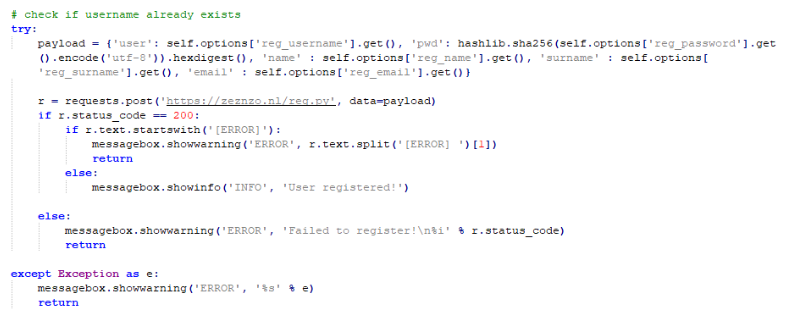 # check if username already exists
try:
    payload = {'user': self.options['reg_username'].get(), 'pwd': hashlib.sha256(self.options['reg_password'].get
    ().encode('utf-8')).hexdigest(), 'name' : self.options['reg_name'].get(), 'surname' : self.options[
    'reg_surname'].get(), 'email' : self.options['reg_email'].get()}
    r = requests.post('https://zeznzo.nl/reg.py', data=payload)
    if r.status_code == 200:
        if r.text.startswith('[ERROR]'):
            messagebox.showwarning('ERROR', r.text.split('[ERROR] ')[1])
            return
        else:
            messagebox.showinfo('INFO', 'User registered!')
    else:
        messagebox.showwarning('ERROR', 'Failed to register!\n%i' % r.status_code)
        return
except Exception as e:
    messagebox.showwarning('ERROR', '%s' % e)
    return